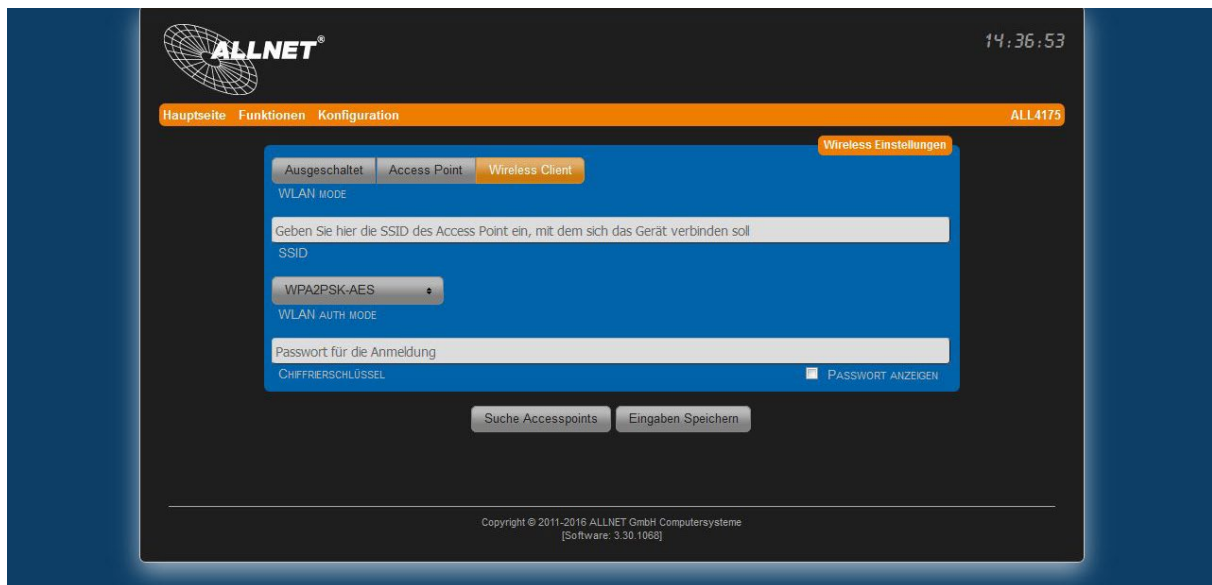 ALLNET®
14:36:53
Hauptseite Funktionen Konfiguration ALL4175
Wireless Einstellungen
Ausgeschaltet Access Point Wireless Client
WLAN MODE
Geben Sie hier die SSID des Access Point ein, mit dem sich das Gerät verbinden soll
SSID
WPA2PSK-AES
WLAN AUTH MODE
Passwort für die Anmeldung
CHIFFRIERSCHLÜSSEL PASSWORT ANZEIGEN
Suche Accesspoints Eingaben Speichern
Copyright © 2011-2016 ALLNET GmbH Computersysteme
[Software: 3.30.1068]